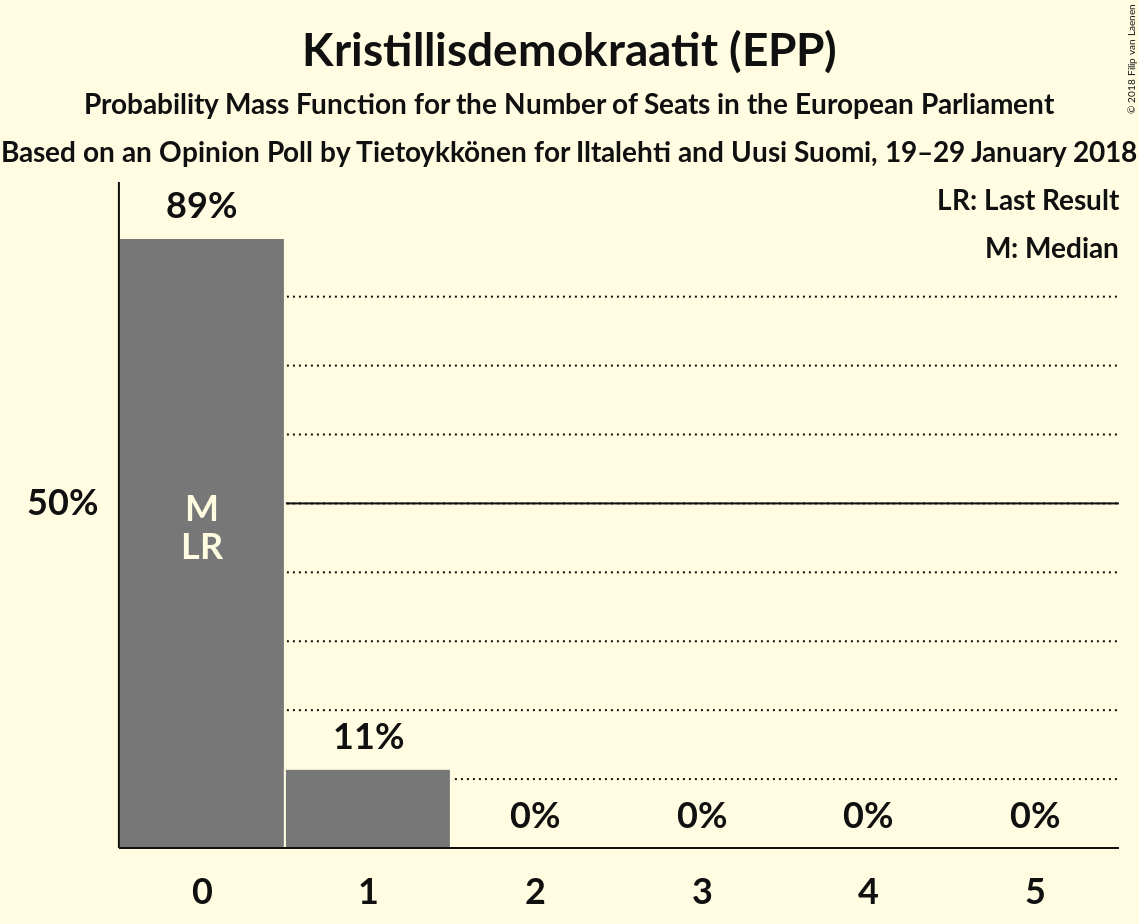 Kristillisdemokraatit (EPP)
Probability Mass Function for the Number of Seats in the European Parliament
Based on an Opinion Poll by Tietoykkönen for Iltalehti and Uusi Suomi, 19–29 January 2018
© 2018 Filip van Laenen
LR: Last Result
M: Median
89%
50%
M
LR
11%
0% 0% 0% 0%
0 1 2 3 4 5